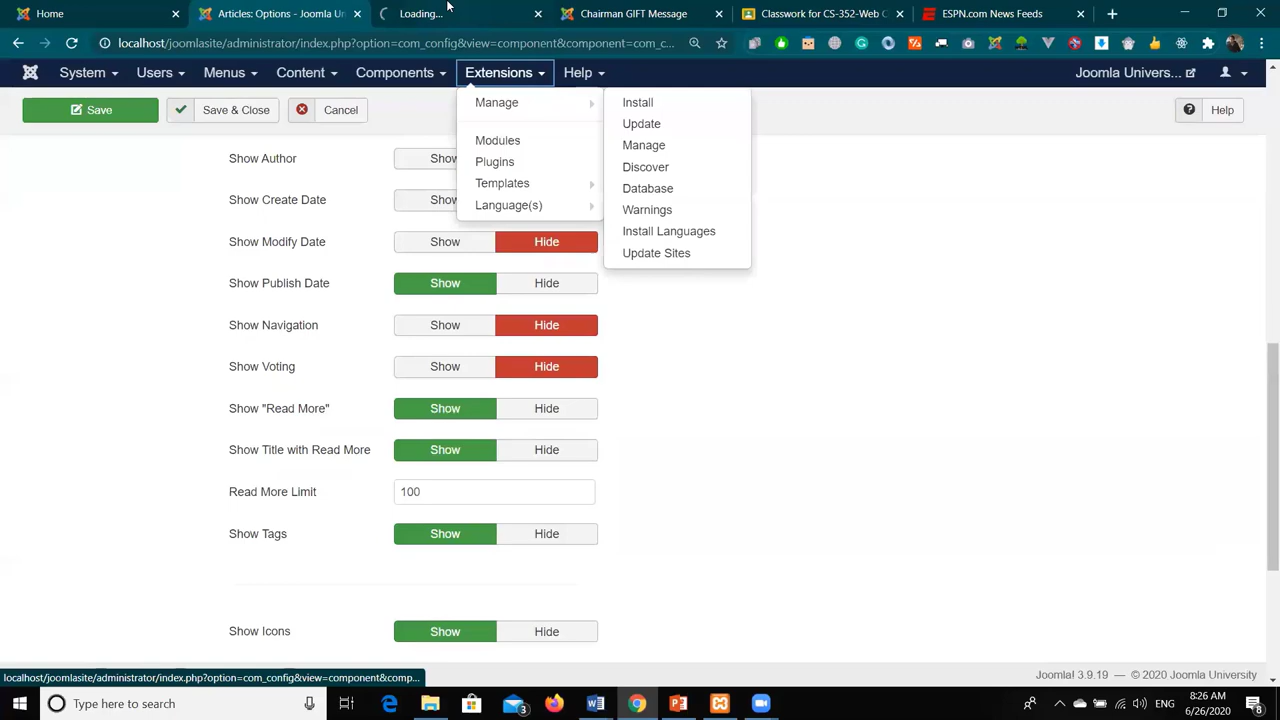 Home
Articles: Options - Joomla Un
Loading...
Chairman GIFT Message
Classwork for CS-352-Web C
ESPN.com News Feeds
localhost/joomlasite/administrator/index.php?option=com_config&view=component&component=com_c...
System
Users
Menus
Content
Components
Extensions
Help
Joomla Univers...
Save
Save & Close
Cancel
Help
Manage
Modules
Plugins
Templates
Language(s)
Install
Update
Manage
Discover
Database
Warnings
Install Languages
Update Sites
Show Author
Show
Show Create Date
Show
Show Modify Date
Show
Hide
Show Publish Date
Show
Hide
Show Navigation
Show
Hide
Show Voting
Show
Hide
Show "Read More"
Show
Hide
Show Title with Read More
Show
Hide
Read More Limit
100
Show Tags
Show
Hide
Show Icons
Show
Hide
localhost/joomlasite/administrator/index.php?option=com_config&view=component&comp...
Joomla! 3.9.19 — © 2020 Joomla University
Type here to search
3
8:26 AM
6/26/2020
8